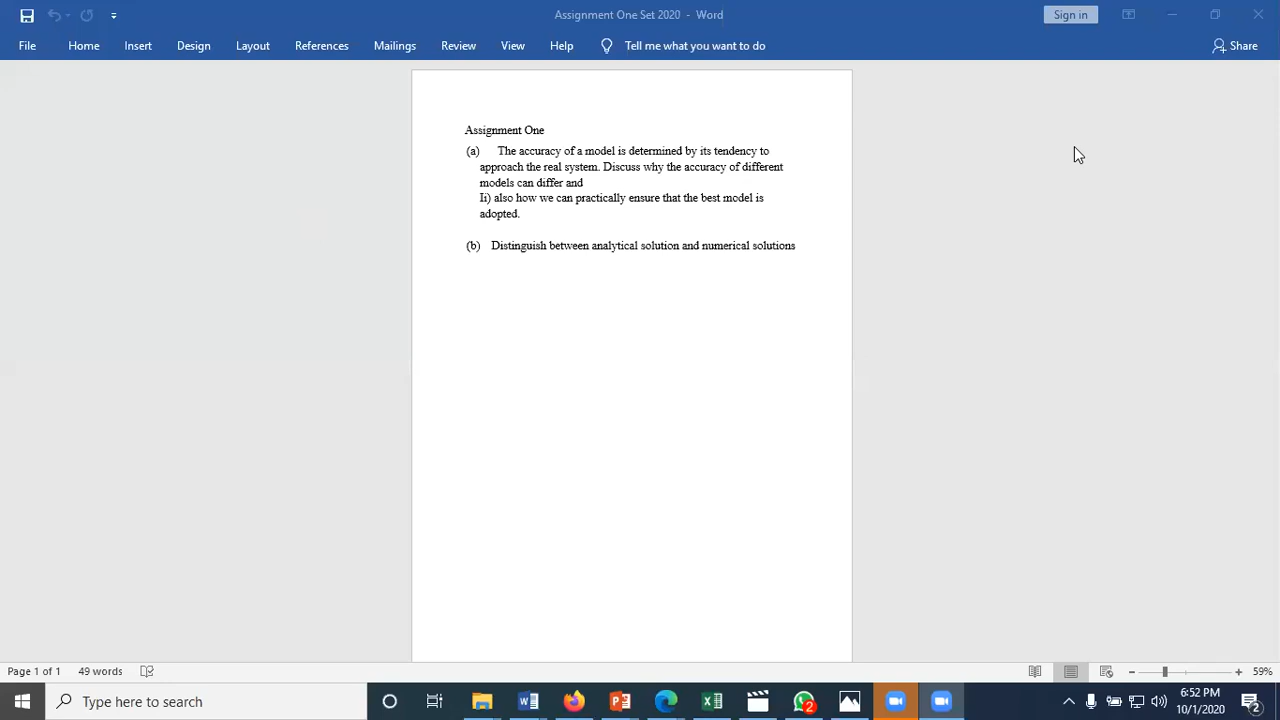 Assignment One Set 2020 - Word
Sign in
File Home Insert Design Layout References Mailings Review View Help Tell me what you want to do Share
Assignment One
(a) The accuracy of a model is determined by its tendency to
approach the real system. Discuss why the accuracy of different
models can differ and
Ii) also how we can practically ensure that the best model is
adopted.
(b) Distinguish between analytical solution and numerical solutions
Page 1 of 1 49 words 59%
Type here to search
2
6:52 PM
10/1/2020
2